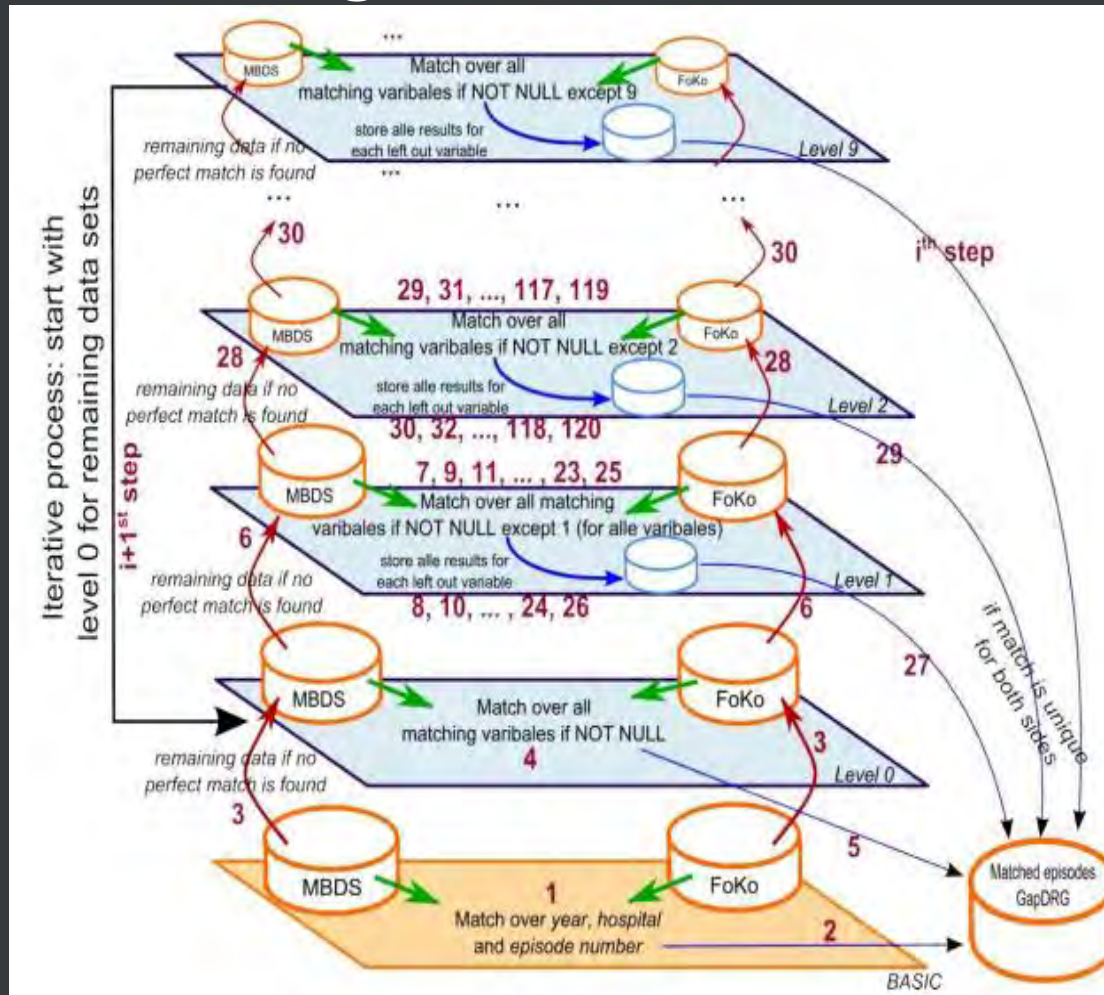 ...
MBDS
FoKo
Match over all
matching varibales if NOT NULL except 9
store alle results for
each left out variable
Level 9
remaining data if no
perfect match is found
...
... ... ...
30
30
ith step
29, 31, ..., 117, 119
MBDS
FoKo
Match over all
matching varibales if NOT NULL except 2
28
28
remaining data if no
perfect match is found
store alle results for
each left out variable
Level 2
30, 32, ..., 118, 120
29
7, 9, 11, ... , 23, 25
MBDS
FoKo
Match over all matching
varibales if NOT NULL except 1 (for alle varibales)
6
store alle results for
each left out variable
Level 1
remaining data if no
perfect match is found
8, 10, ... , 24, 26
6
27
if match is unique
for both sides
MBDS
FoKo
Match over all
matching varibales if NOT NULL
4
Level 0
remaining data if no
perfect match is found
3
3
5
MBDS
FoKo
1
Match over year, hospital
and episode number
2
BASIC
Matched episodes
GapDRG
Iterative process: start with
level 0 for remaining data sets
i+1st step